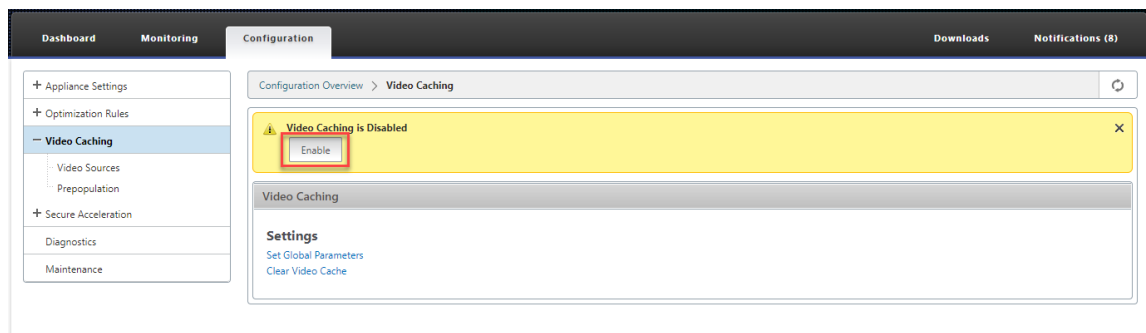 Dashboard Monitoring Configuration Downloads Notifications (8)
+ Appliance Settings
+ Optimization Rules
− Video Caching
Video Sources
Prepopulation
+ Secure Acceleration
Diagnostics
Maintenance
Configuration Overview > Video Caching
Video Caching is Disabled
Enable
Video Caching
Settings
Set Global Parameters
Clear Video Cache